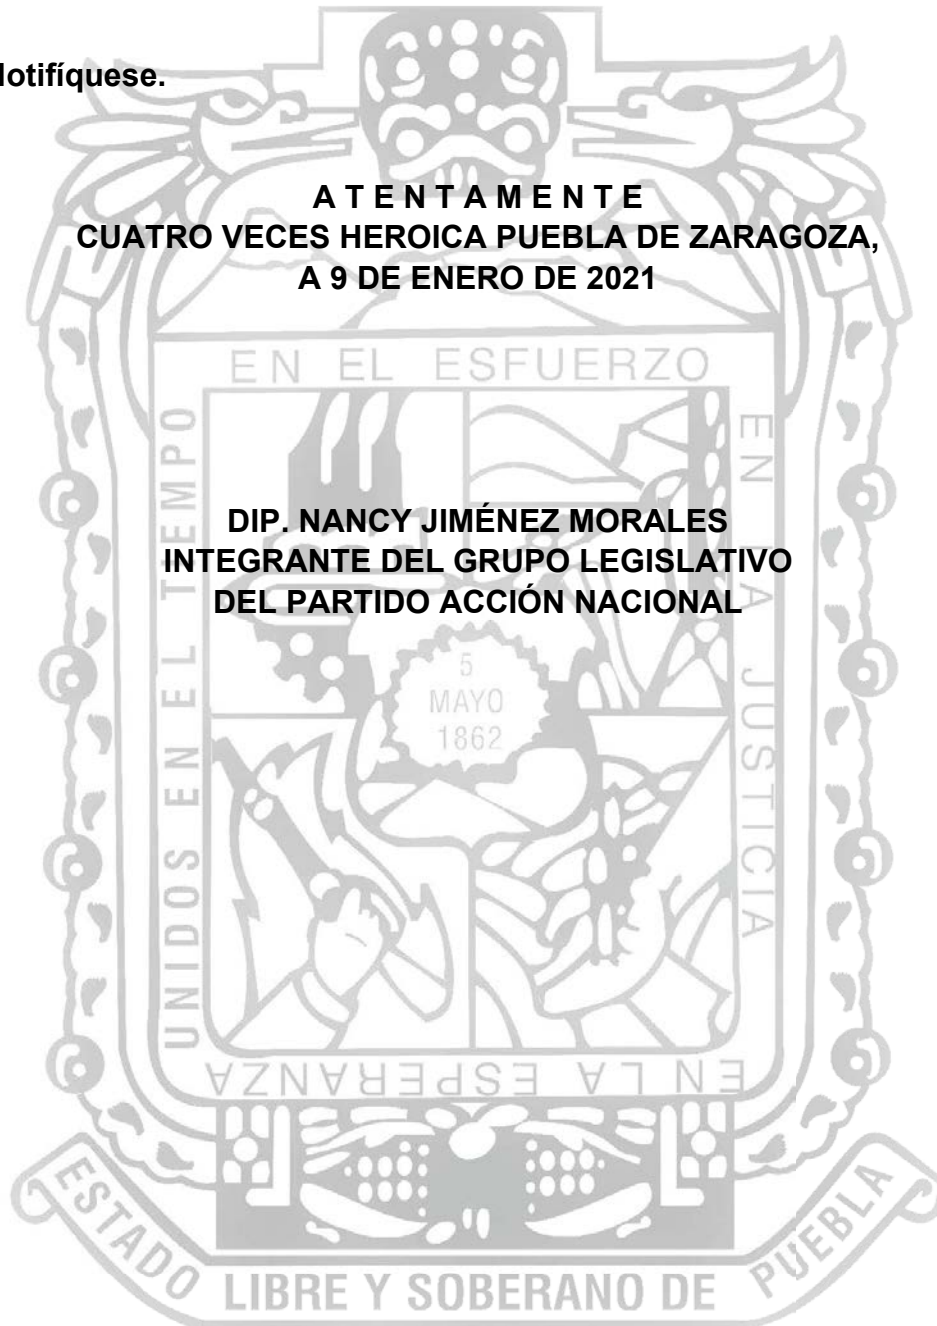 lotifíquese.
A T E N T A M E N T E
CUATRO VECES HEROICA PUEBLA DE ZARAGOZA,
A 9 DE ENERO DE 2021
EN EL ESFUERZO
EN LA JUSTICIA
EN LA ESPERANZA
UNIDOS EN EL TIEMPO
DIP. NANCY JIMÉNEZ MORALES
INTEGRANTE DEL GRUPO LEGISLATIVO
DEL PARTIDO ACCIÓN NACIONAL
5
MAYO
1862
ESTADO LIBRE Y SOBERANO DE PUEBLA